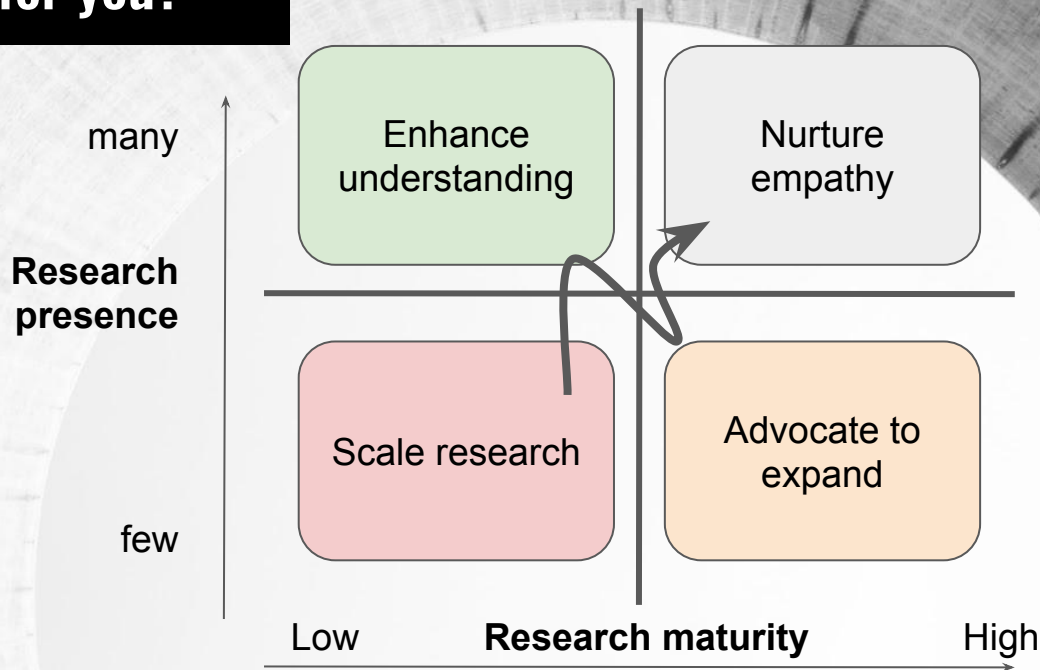 for you?
many
Enhance
understanding
Nurture
empathy
Research
presence
Scale research
Advocate to
expand
few
Low
Research maturity
High